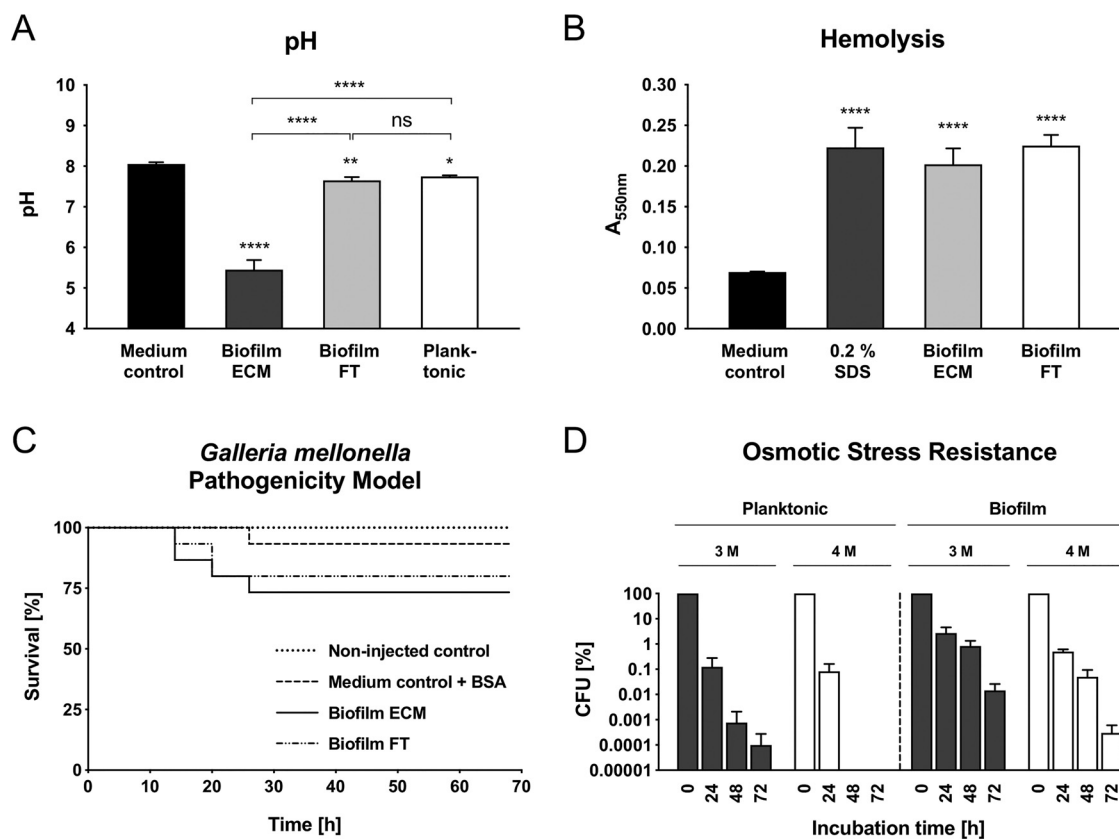 A
pH
10
9
8
7
6
5
4
pH
****
****
ns
**
*
****
Medium control
Biofilm ECM
Biofilm FT
Plank-tonic
B
Hemolysis
0.30
0.25
0.20
0.15
0.10
0.05
0.00
A550nm
****
****
****
Medium control
0.2 % SDS
Biofilm ECM
Biofilm FT
C
Galleria mellonella
Pathogenicity Model
100
75
50
25
0
Survival [%]
Non-injected control
Medium control + BSA
Biofilm ECM
Biofilm FT
0 10 20 30 40 50 60 70
Time [h]
D
Osmotic Stress Resistance
Planktonic Biofilm
3 M 4 M 3 M 4 M
100
10
1
0.1
0.01
0.001
0.0001
0.00001
CFU [%]
0 24 48 72 0 24 48 72 0 24 48 72 0 24 48 72
Incubation time [h]